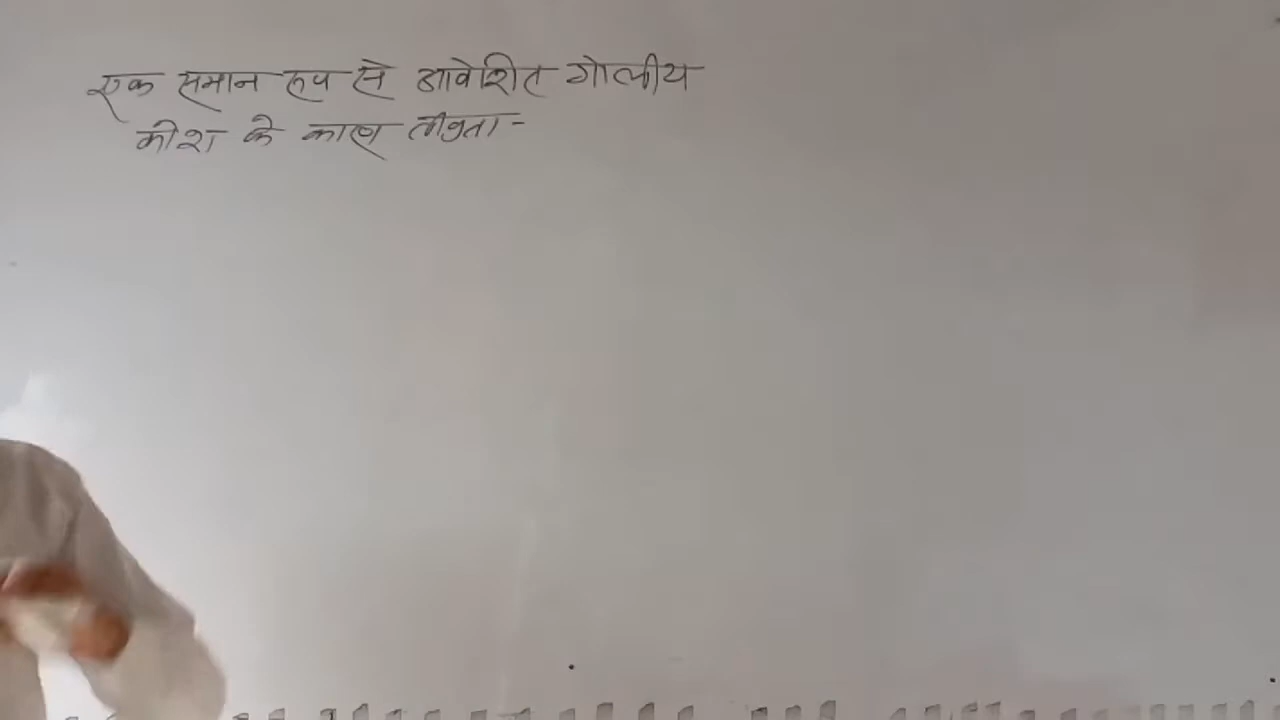 एक समान रूप से आवेशित गोलीय
कोश के कारण तीव्रता =